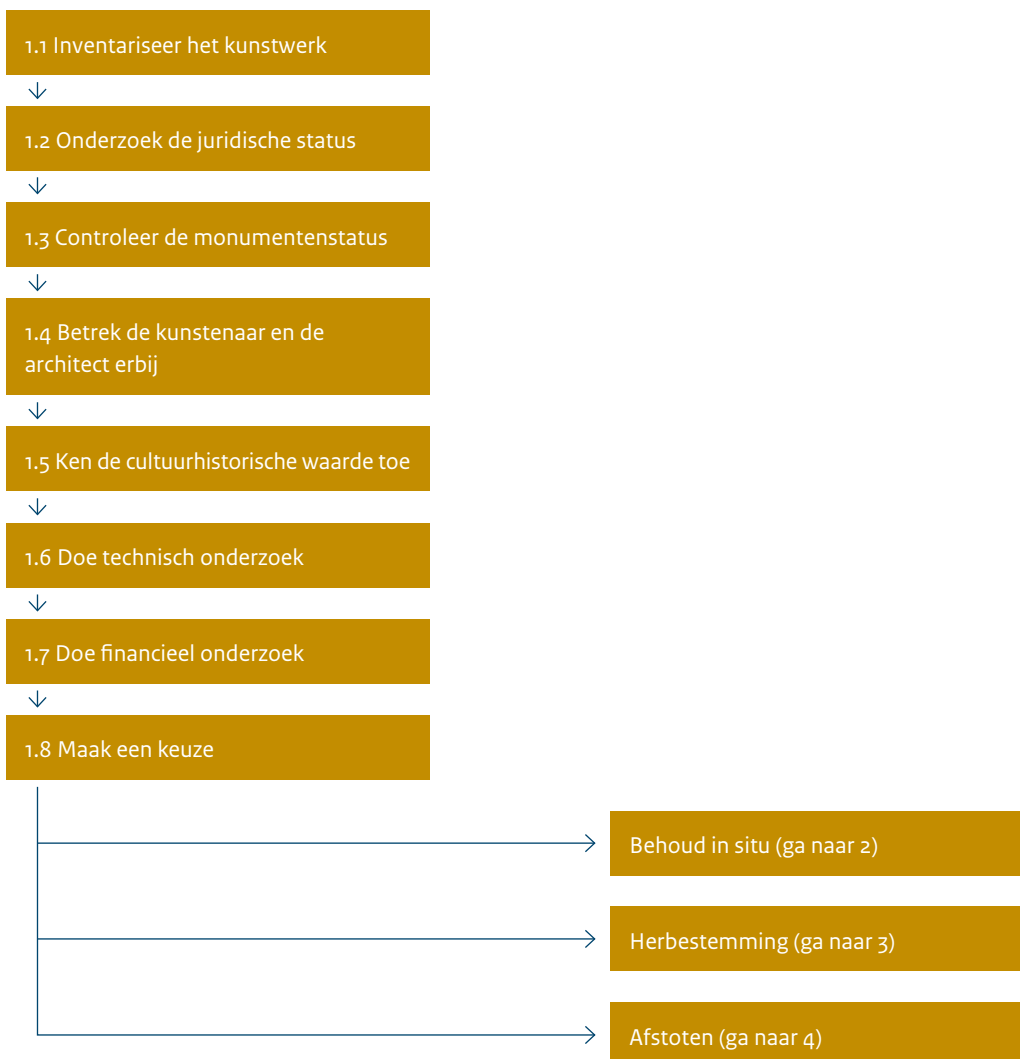 1.1 Inventariseer het kunstwerk
1.2 Onderzoek de juridische status
1.3 Controleer de monumentenstatus
1.4 Betrek de kunstenaar en de
architect erbij
1.5 Ken de cultuurhistorische waarde toe
1.6 Doe technisch onderzoek
1.7 Doe financieel onderzoek
1.8 Maak een keuze
Behoud in situ (ga naar 2)
Herbestemming (ga naar 3)
Afstoten (ga naar 4)